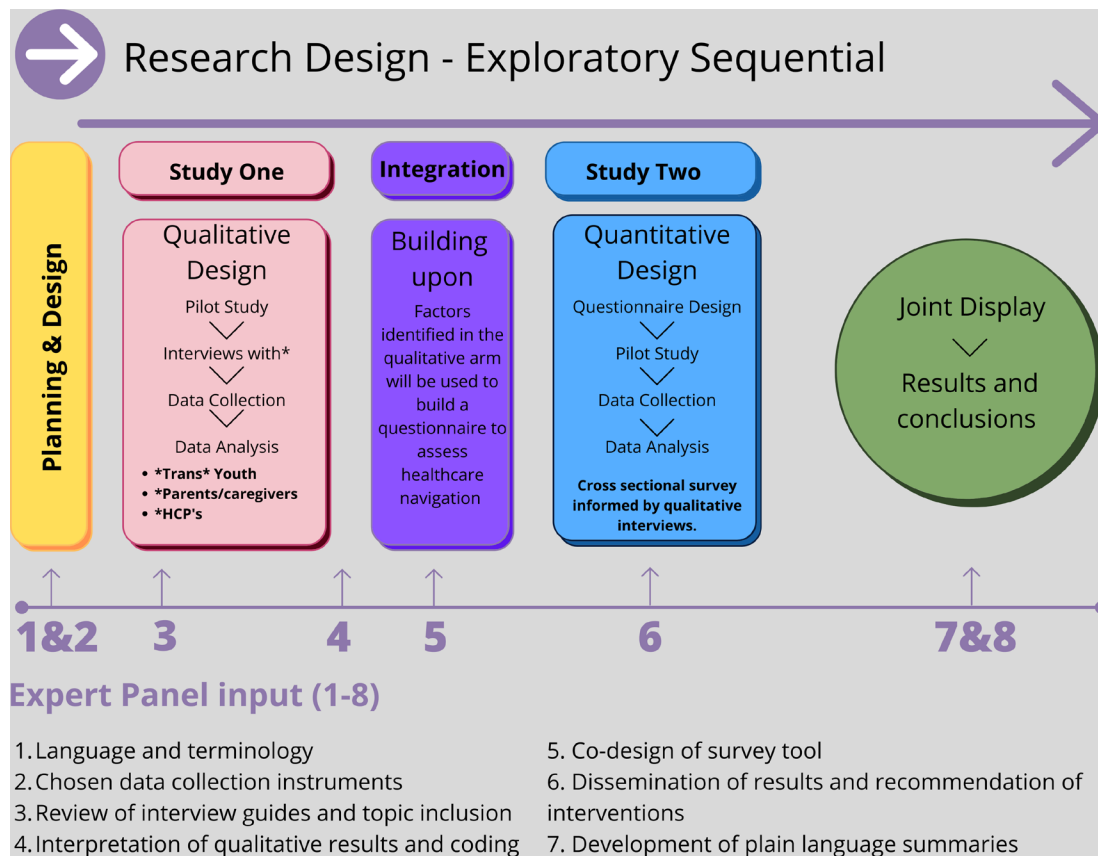 Research Design - Exploratory Sequential
Planning & Design
Study One
Qualitative
Design
Pilot Study
Interviews with*
Data Collection
Data Analysis
• *Trans* Youth
• *Parents/caregivers
• *HCP's
Integration
Building
upon
Factors
identified in the
qualitative arm
will be used to
build a
questionnaire to
assess
healthcare
navigation
Study Two
Quantitative
Design
Questionnaire Design
Pilot Study
Data Collection
Data Analysis
Cross sectional survey
informed by qualitative
interviews.
Joint Display
Results and
conclusions
1&2
3
4
5
6
7&8
Expert Panel input (1-8)
1. Language and terminology
2. Chosen data collection instruments
3. Review of interview guides and topic inclusion
4. Interpretation of qualitative results and coding
5. Co-design of survey tool
6. Dissemination of results and recommendation of
interventions
7. Development of plain language summaries